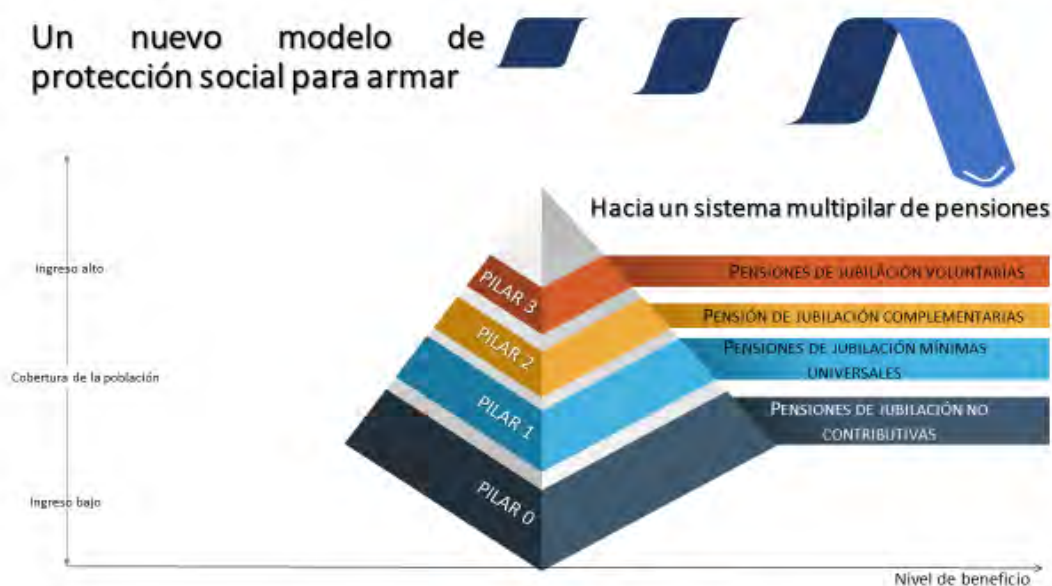 Un nuevo modelo de
protección social para armar
Hacia un sistema multipilar de pensiones
Ingreso alto
Cobertura de la población
Ingreso bajo
PILAR 3
PENSIONES DE JUBILACIÓN VOLUNTARIAS
PILAR 2
PENSIÓN DE JUBILACIÓN COMPLEMENTARIAS
PILAR 1
PENSIONES DE JUBILACIÓN MÍNIMAS
UNIVERSALES
PILAR 0
PENSIONES DE JUBILACIÓN NO
CONTRIBUTIVAS
Nivel de beneficio